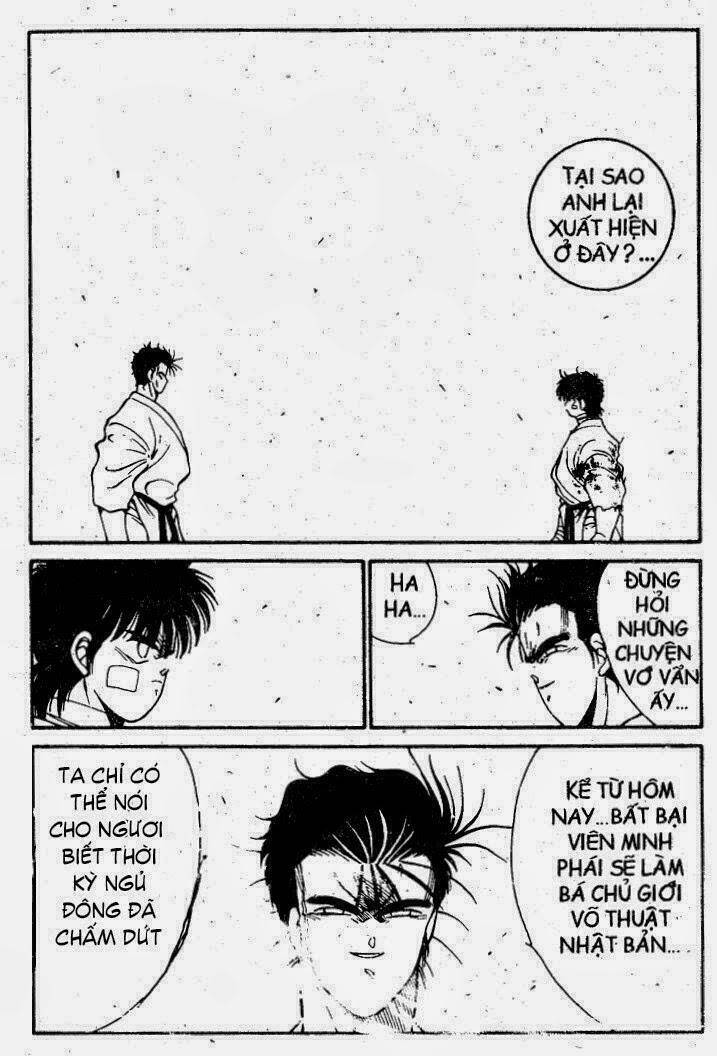 TẠI SAO
ANH LẠI
XUẤT HIỆN
Ở ĐÂY?...
HA
HA...
ĐỪNG
HỎI
NHỮNG
CHUYỆN
VỚ VẨN
ẤY...
TA CHỈ CÓ
THỂ NÓI
CHO NGƯƠI
BIẾT THỜI
KỲ NGỦ
ĐÔNG ĐÃ
CHẤM DỨT
KỂ TỪ HÔM
NAY...BẤT BẠI
VIÊN MINH
PHÁI SẼ LÀM
BÁ CHỦ GIỚI
VÕ THUẬT
NHẬT BẢN...